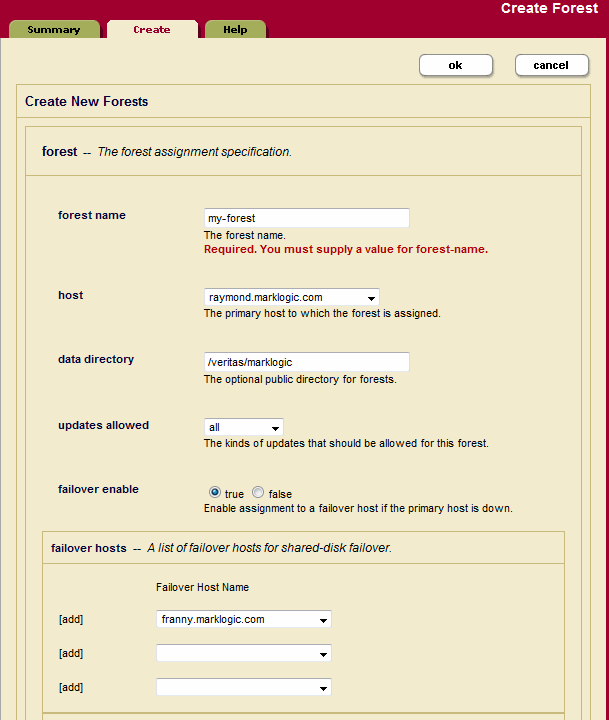 Create Forest
Summary
Create
Help
ok
cancel
Create New Forests
forest -- The forest assignment specification.
forest name
my-forest
The forest name.
Required. You must supply a value for forest-name.
host
raymond.marklogic.com
The primary host to which the forest is assigned.
data directory
/veritas/marklogic
The optional public directory for forests.
updates allowed
all
The kinds of updates that should be allowed for this forest.
failover enable
true false
Enable assignment to a failover host if the primary host is down.
failover hosts -- A list of failover hosts for shared-disk failover.
Failover Host Name
[add] franny.marklogic.com
[add]
[add]